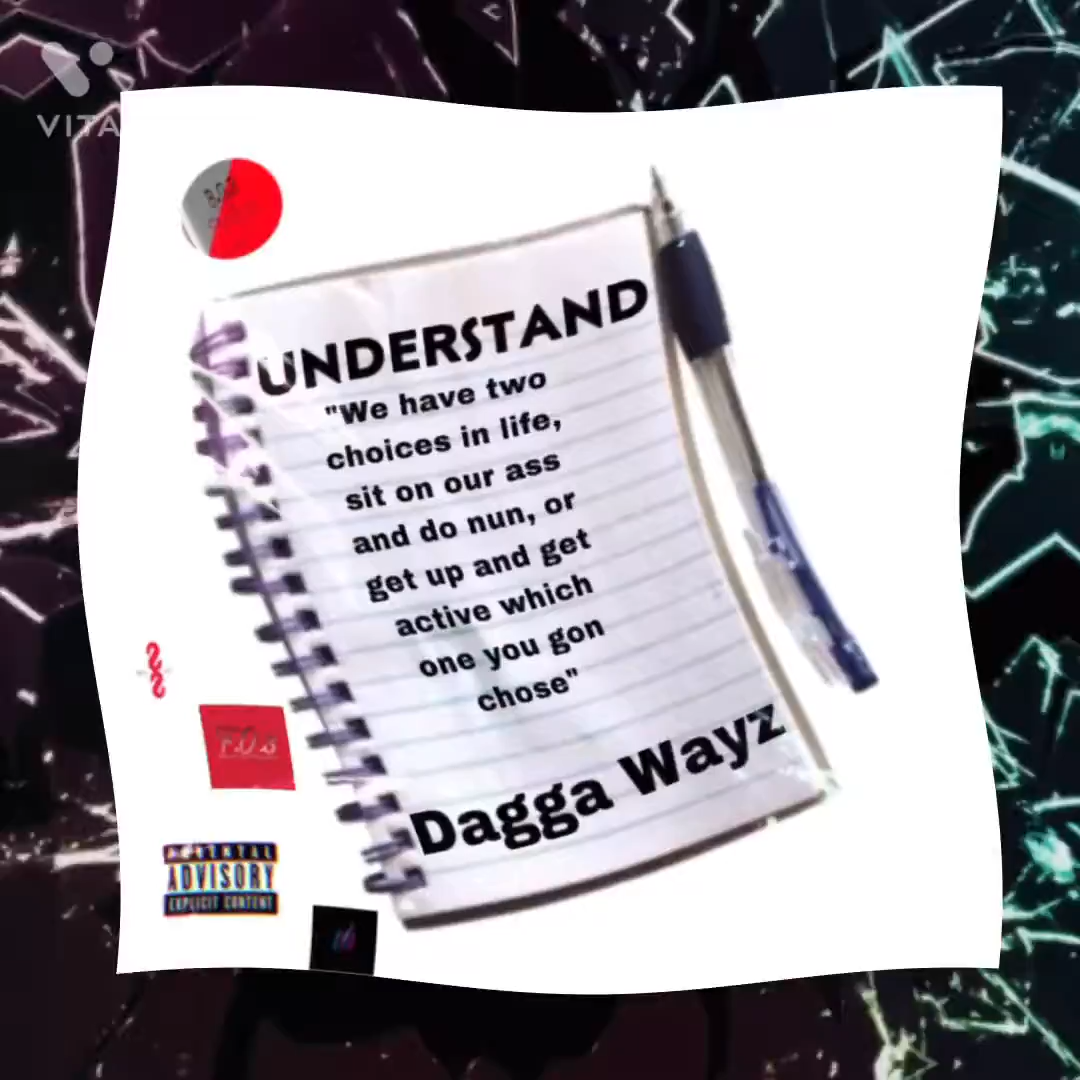 VITA
UNDERSTAND
"We have two
choices in life,
sit on our ass
and do nun, or
get up and get
active which
one you gon
chose"
Dagga Wayz
F.O.s
PARENTAL
ADVISORY
EXPLICIT CONTENT